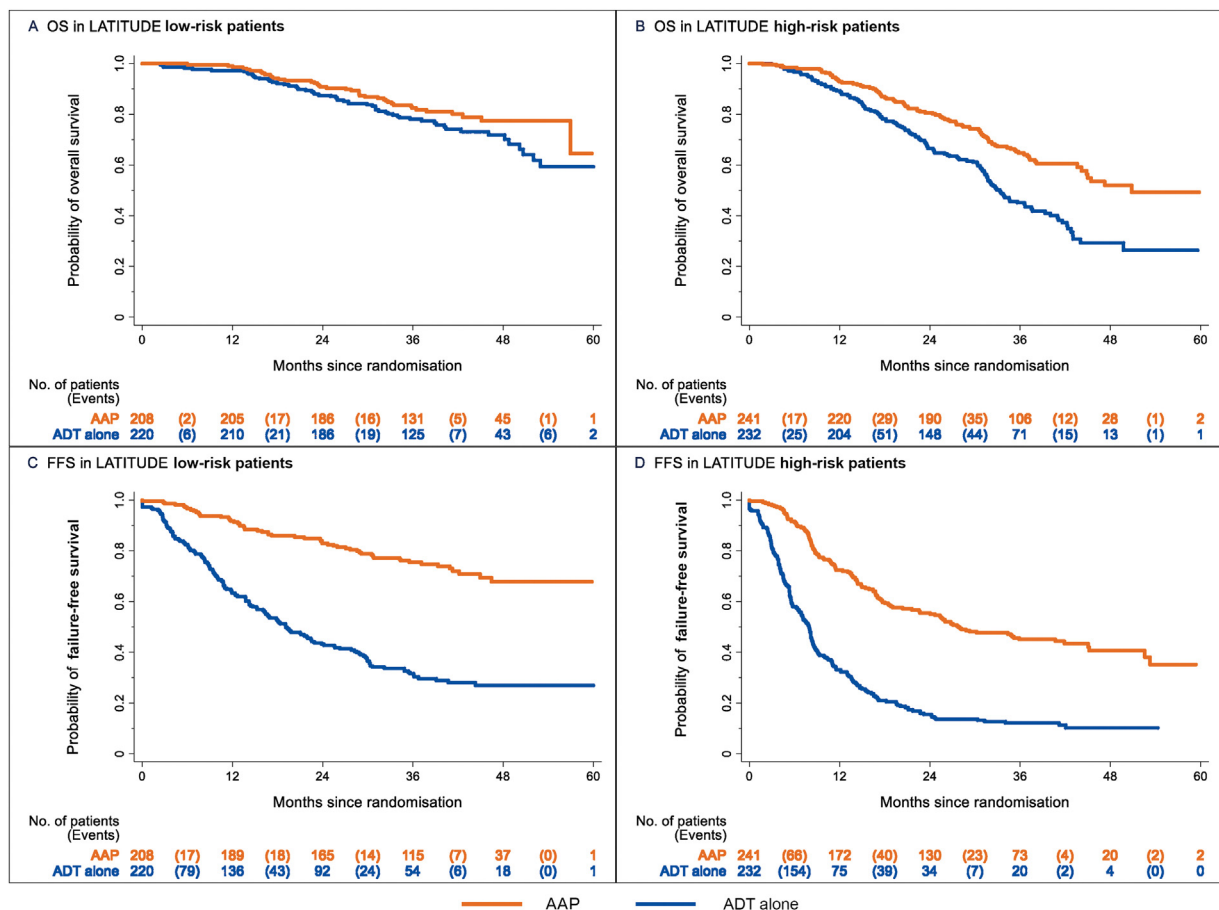 A OS in LATITUDE low-risk patients
Probability of overall survival
1.0
0.8
0.6
0.4
0.2
0
0 12 24 36 48 60
Months since randomisation
No. of patients
(Events)
AAP 208 (2) 205 (17) 186 (16) 131 (5) 45 (1) 1
ADT alone 220 (6) 210 (21) 186 (19) 125 (7) 43 (6) 2
B OS in LATITUDE high-risk patients
Probability of overall survival
1.0
0.8
0.6
0.4
0.2
0
0 12 24 36 48 60
Months since randomisation
No. of patients
(Events)
AAP 241 (17) 220 (29) 190 (35) 106 (12) 28 (1) 2
ADT alone 232 (25) 204 (51) 148 (44) 71 (15) 13 (1) 1
C FFS in LATITUDE low-risk patients
Probability of failure-free survival
1.0
0.8
0.6
0.4
0.2
0
0 12 24 36 48 60
Months since randomisation
No. of patients
(Events)
AAP 208 (17) 189 (18) 165 (14) 115 (7) 37 (0) 1
ADT alone 220 (79) 136 (43) 92 (24) 54 (6) 18 (0) 1
D FFS in LATITUDE high-risk patients
Probability of failure-free survival
1.0
0.8
0.6
0.4
0.2
0
0 12 24 36 48 60
Months since randomisation
No. of patients
(Events)
AAP 241 (66) 172 (40) 130 (23) 73 (4) 20 (2) 2
ADT alone 232 (154) 75 (39) 34 (7) 20 (2) 4 (0) 0
AAP ADT alone